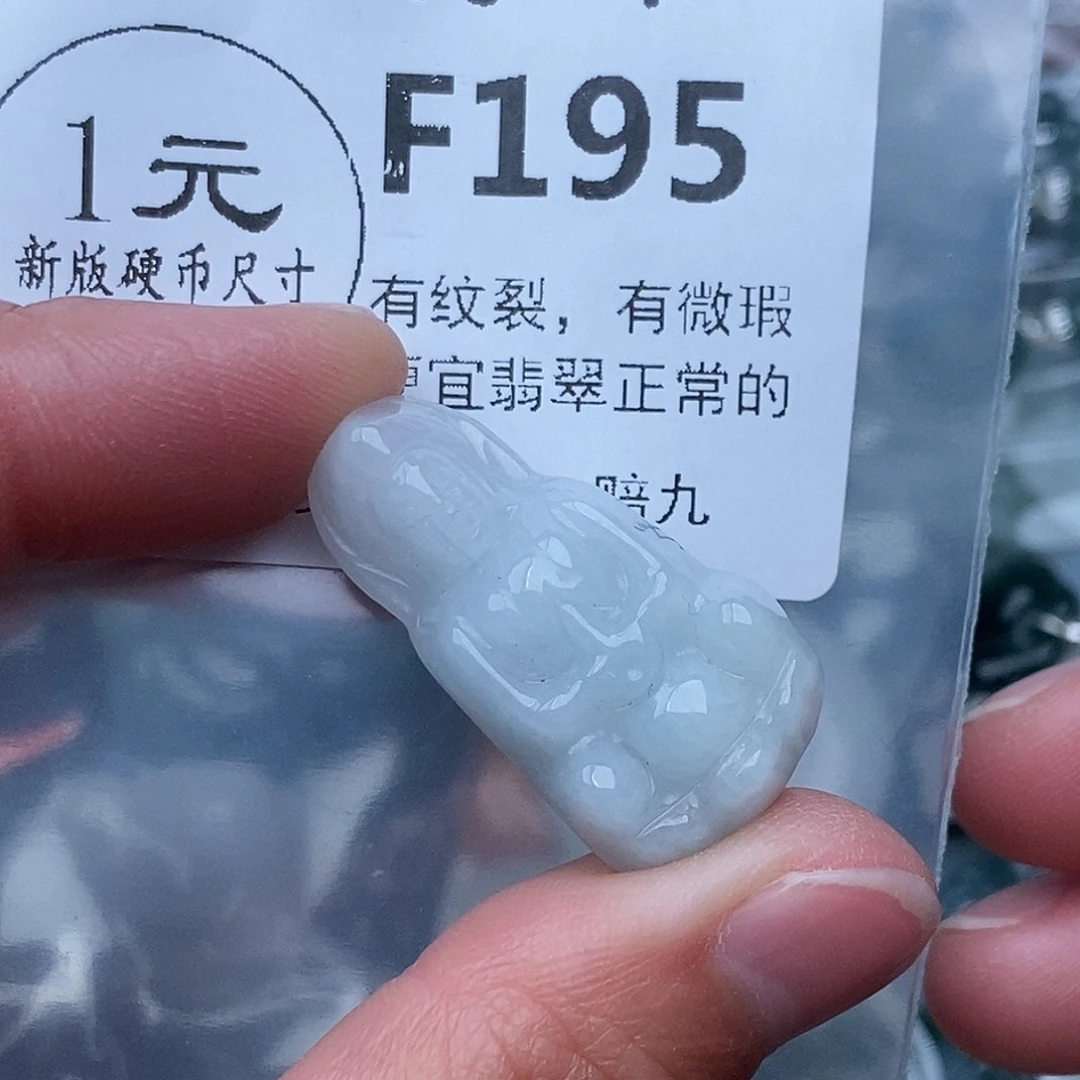 F195
1元
新版硬币尺寸
有纹裂，有微瑕
宜翡翠正常的
赔九